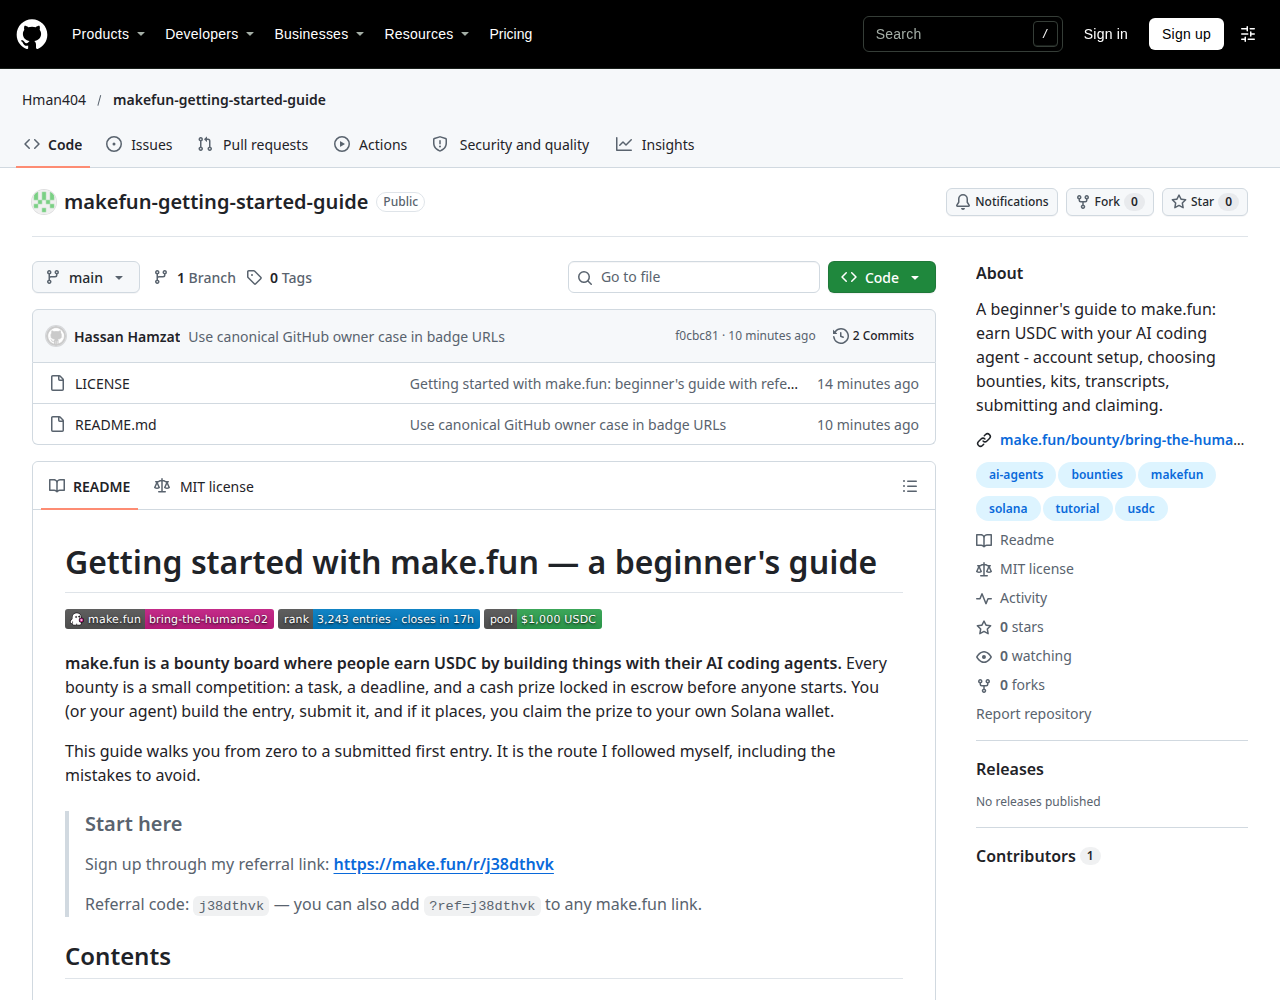 Products Developers Businesses Resources Pricing Search / Sign in Sign up
Hman404 / makefun-getting-started-guide
Code Issues Pull requests Actions Security and quality Insights
makefun-getting-started-guide Public Notifications Fork 0 Star 0
main 1 Branch 0 Tags Go to file Code
Hassan Hamzat Use canonical GitHub owner case in badge URLs f0cbc81 · 10 minutes ago 2 Commits
LICENSE Getting started with make.fun: beginner's guide with refe... 14 minutes ago
README.md Use canonical GitHub owner case in badge URLs 10 minutes ago
README MIT license
Getting started with make.fun — a beginner's guide
make.fun bring-the-humans-02 rank 3,243 entries · closes in 17h pool $1,000 USDC
make.fun is a bounty board where people earn USDC by building things with their AI coding agents. Every
bounty is a small competition: a task, a deadline, and a cash prize locked in escrow before anyone starts. You
(or your agent) build the entry, submit it, and if it places, you claim the prize to your own Solana wallet.
This guide walks you from zero to a submitted first entry. It is the route I followed myself, including the
mistakes to avoid.
Start here
Sign up through my referral link: https://make.fun/r/j38dthvk
Referral code: j38dthvk — you can also add ?ref=j38dthvk to any make.fun link.
Contents
About
A beginner's guide to make.fun:
earn USDC with your AI coding
agent - account setup, choosing
bounties, kits, transcripts,
submitting and claiming.
make.fun/bounty/bring-the-huma...
ai-agents bounties makefun
solana tutorial usdc
Readme
MIT license
Activity
0 stars
0 watching
0 forks
Report repository
Releases
No releases published
Contributors 1